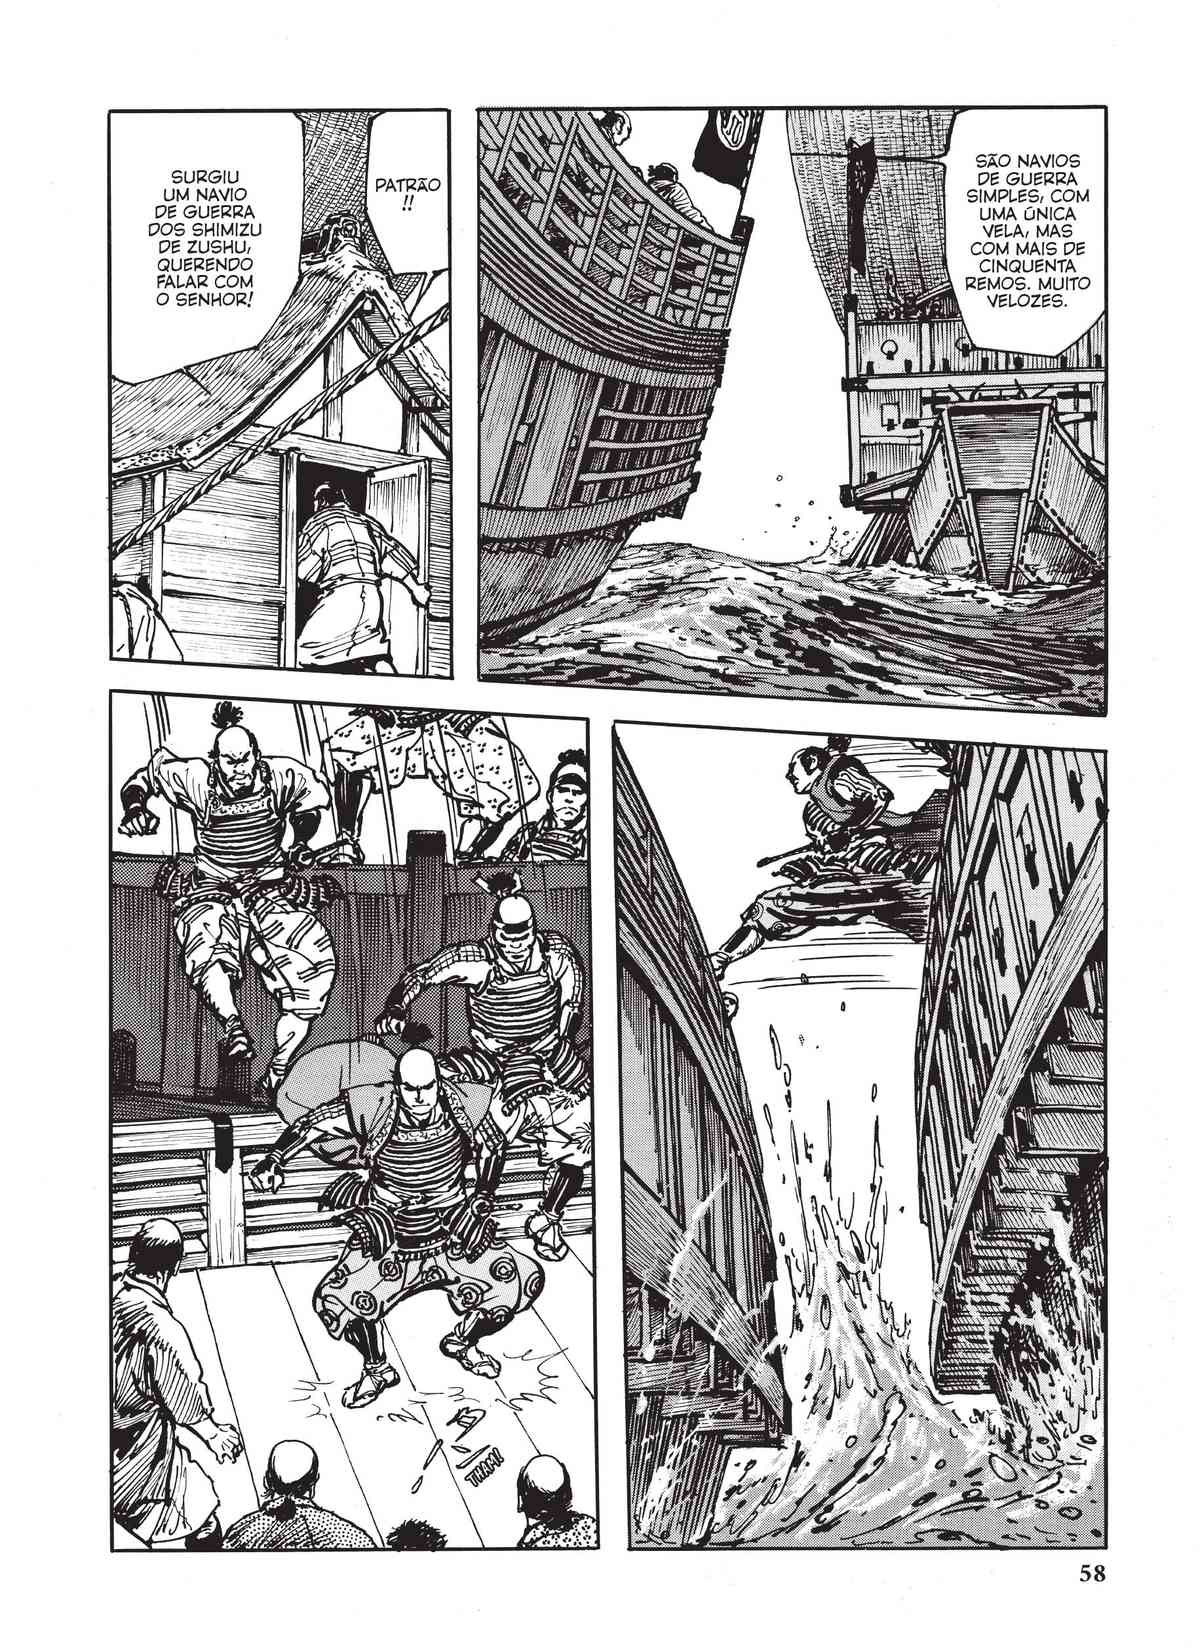 SÃO NAVIOS
DE GUERRA
SIMPLES, COM
UMA ÚNICA
VELA, MAS
COM MAIS DE
CINQUENTA
REMOS. MUITO
VELOZES.
PATRÃO
!!
SURGIU
UM NAVIO
DE GUERRA
DOS SHIMIZU
DE ZUSHU,
QUERENDO
FALAR COM
O SENHOR!
THAM!
58